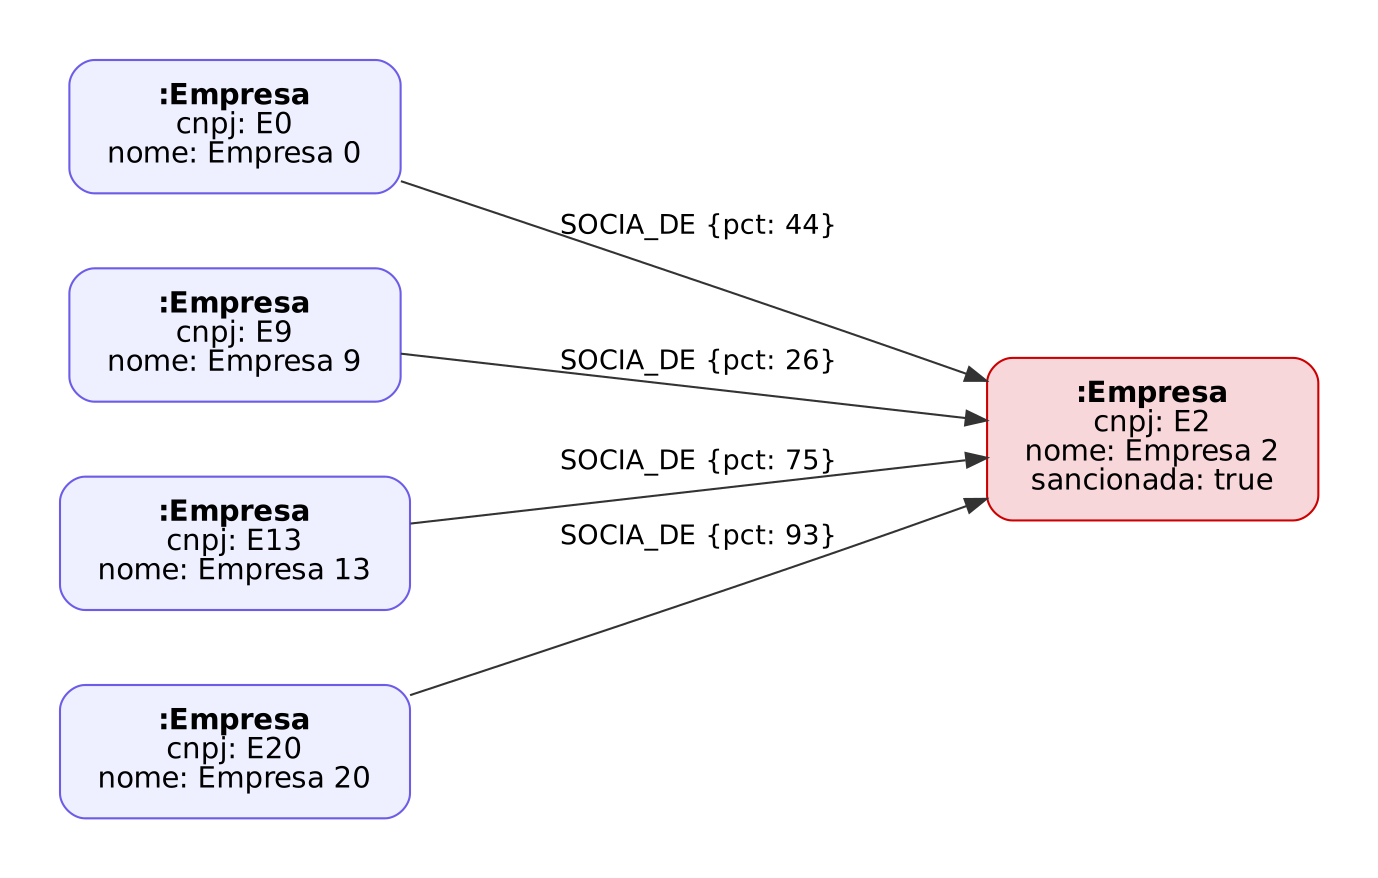 :Empresa
cnpj: E0
nome: Empresa 0
SOCIA_DE {pct: 44}
:Empresa
cnpj: E9
nome: Empresa 9
SOCIA_DE {pct: 26}
:Empresa
cnpj: E2
nome: Empresa 2
sancionada: true
SOCIA_DE {pct: 75}
:Empresa
cnpj: E13
nome: Empresa 13
SOCIA_DE {pct: 93}
:Empresa
cnpj: E20
nome: Empresa 20